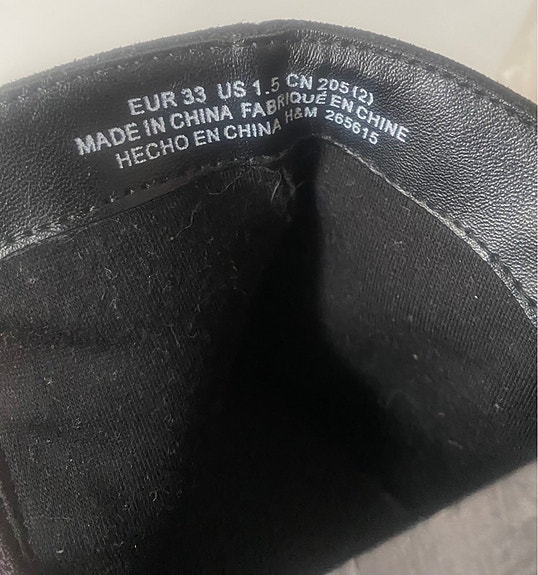 EUR 33 US 1.5 CN 205(2)
MADE IN CHINA FABRIQUÉ EN CHINE
HECHO EN CHINA H&M 265615